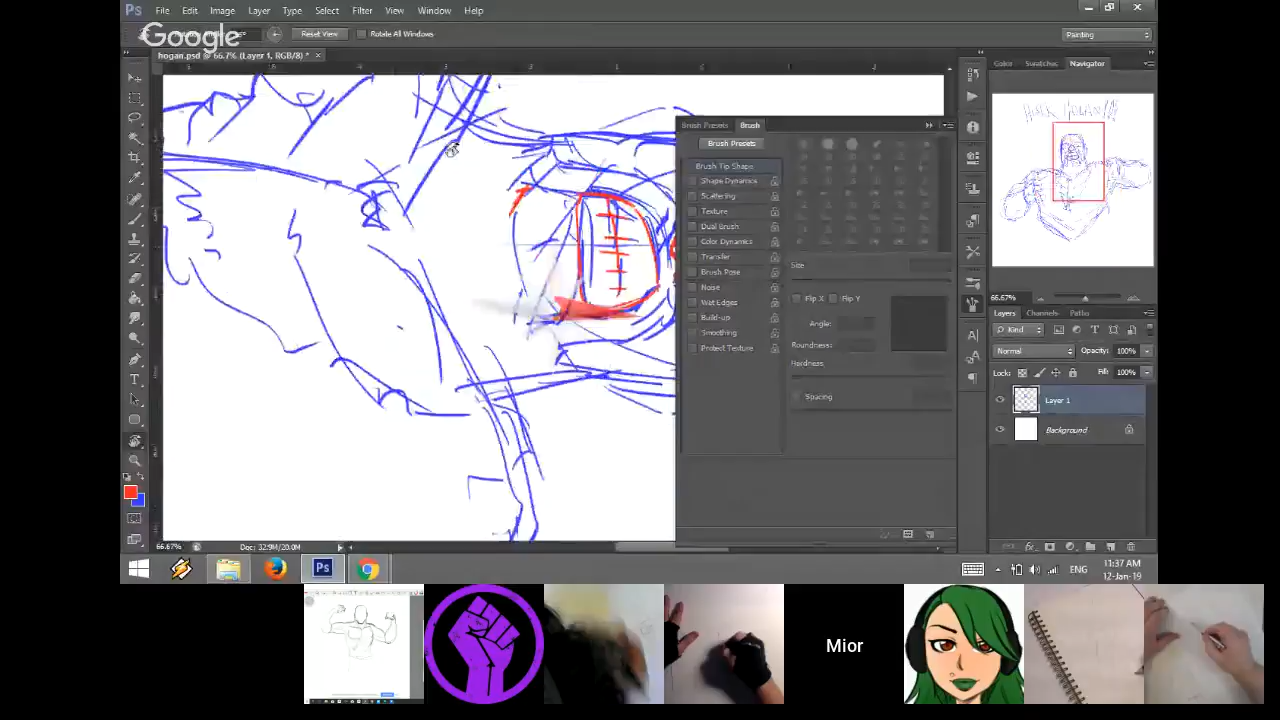 Ps File Edit Image Layer Type Select Filter View Window Help
Google
Reset View Rotate All Windows Painting
hogan.psd @ 66.7% (Layer 1, RGB/8) * ×
Color Swatches Navigator
HULK HOGAN
Brush Presets Brush
Brush Presets
Brush Tip Shape
Shape Dynamics
Scattering
Texture
Dual Brush
Color Dynamics
Transfer
Brush Pose
Noise
Wet Edges
Build-up
Smoothing
Protect Texture
Size
Flip X Flip Y
Angle:
Roundness:
Hardness
Spacing
66.67%
Layers Channels Paths
Kind
Normal Opacity: 100%
Lock: Fill: 100%
Layer 1
Background
66.67% Doc: 32.9M/20.0M
Ps ENG 11:37 AM
12-Jan-19
Mior